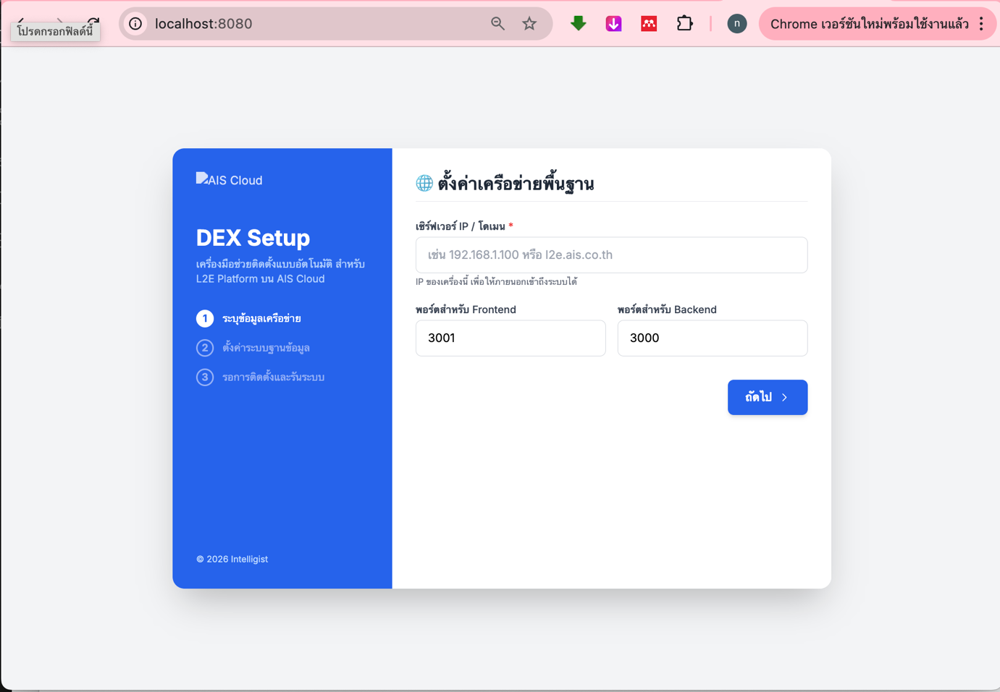 โปรดกรอกฟิลด์นี้
localhost:8080
n
Chrome เวอร์ชันใหม่พร้อมใช้งานแล้ว
AIS Cloud
DEX Setup
เครื่องมือช่วยติดตั้งแบบอัตโนมัติ สำหรับ
L2E Platform บน AIS Cloud
1 ระบุข้อมูลเครือข่าย
2 ตั้งค่าระบบฐานข้อมูล
3 รอการติดตั้งและรันระบบ
© 2026 Intelligist
ตั้งค่าเครือข่ายพื้นฐาน
เซิร์ฟเวอร์ IP / โดเมน *
เช่น 192.168.1.100 หรือ l2e.ais.co.th
IP ของเครื่องนี้ เพื่อให้ภายนอกเข้าถึงระบบได้
พอร์ตสำหรับ Frontend
3001
พอร์ตสำหรับ Backend
3000
ถัดไป